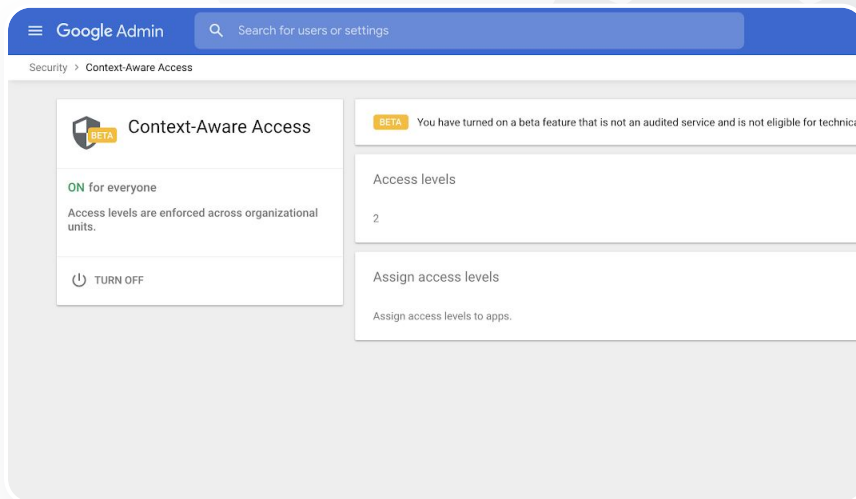 Google Admin
Search for users or settings
Security > Context-Aware Access
BETA
Context-Aware Access
ON for everyone
Access levels are enforced across organizational
units.
TURN OFF
BETA You have turned on a beta feature that is not an audited service and is not eligible for
Access levels
2
Assign access levels
Assign access levels to apps.